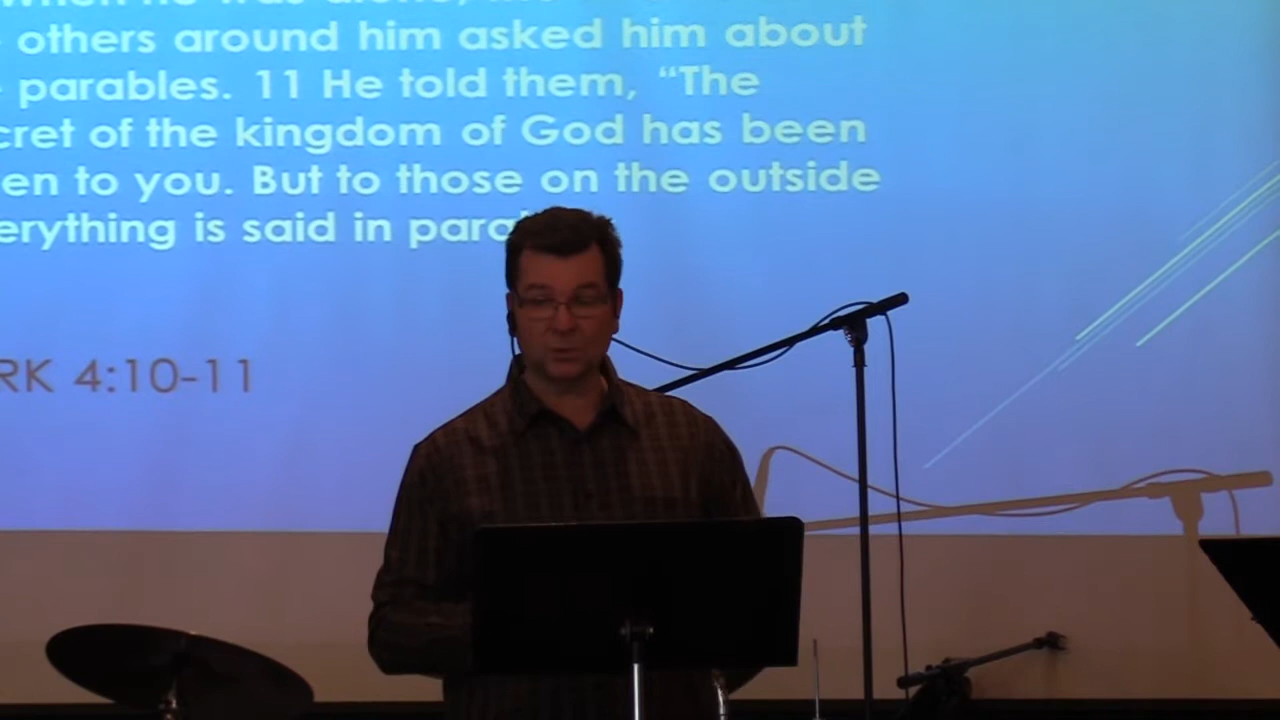 others around him asked him about
parables. 11 He told them, “The
cret of the kingdom of God has been
en to you. But to those on the outside
erything is said in para
RK 4:10-11